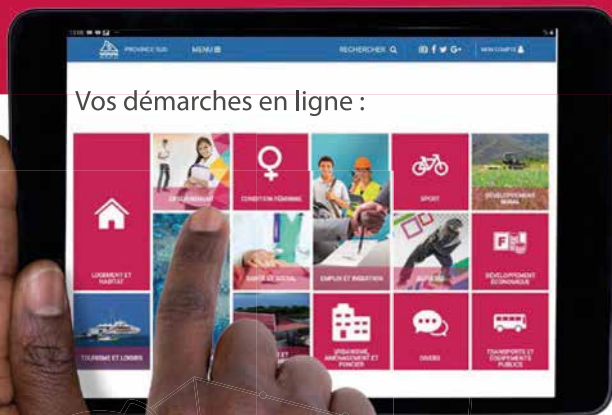 PROVINCE SUD
MENU
RECHERCHER
f
G+
MON COMPTE
Vos démarches en ligne :
ENSEIGNEMENT
CONDITION FÉMININE
SPORT
DÉVELOPPEMENT
RURAL
LOGEMENT ET
HABITAT
SANTÉ ET SOCIAL
EMPLOI ET INSERTION
DÉVELOPPEMENT
ÉCONOMIQUE
TOURISME ET LOISIRS
URBANISME,
AMÉNAGEMENT ET
FONCIER
DIVERS
TRANSPORTS ET
ÉQUIPEMENTS
PUBLICS